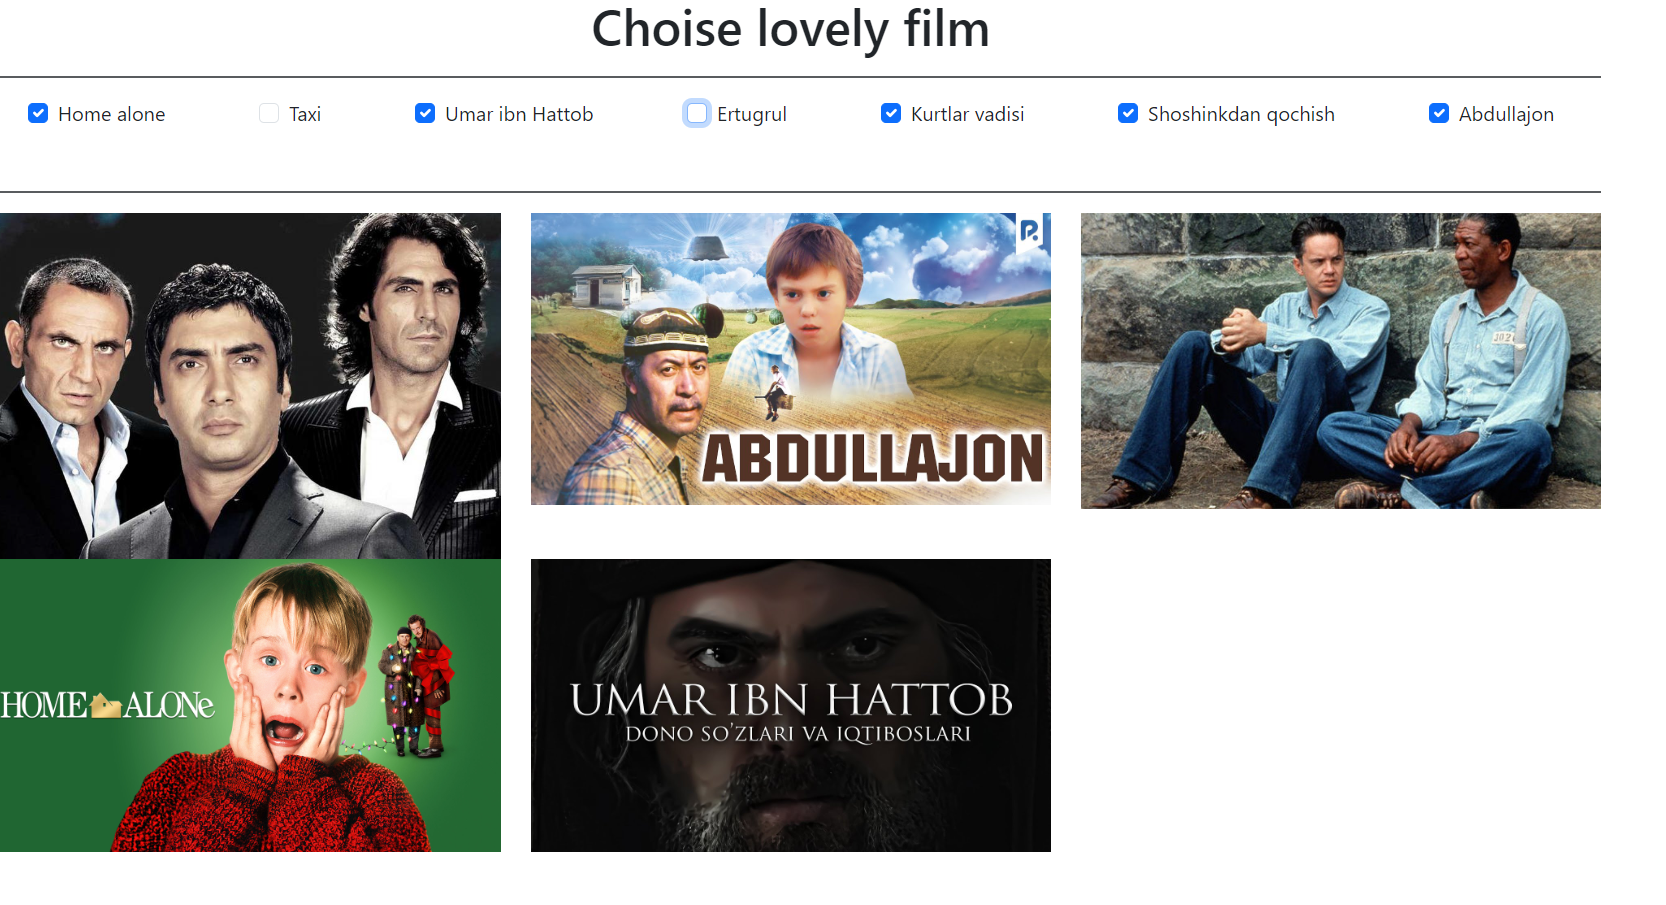 Choise lovely film
Home alone
Taxi
Umar ibn Hattob
Ertugrul
Kurtlar vadisi
Shoshinkdan qochish
Abdullajon
P.
ABDULLAJON
HOME ALONe
UMAR IBN HATTOB
DONO SO'ZLARI VA IQTIBOSLARI